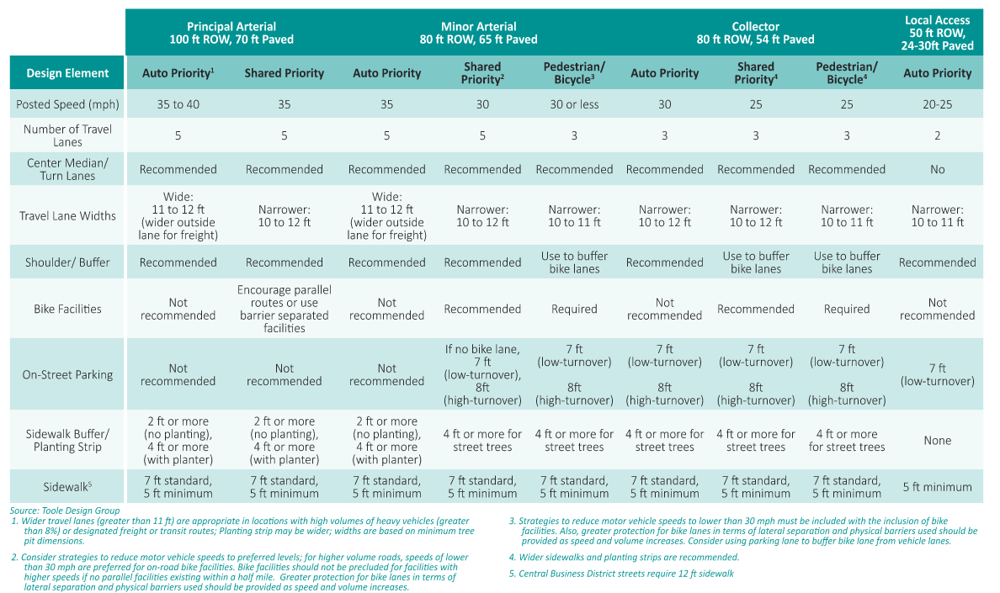 Principal Arterial
100 ft ROW, 70 ft Paved
Minor Arterial
80 ft ROW, 65 ft Paved
Collector
80 ft ROW, 54 ft Paved
Local Access
50 ft ROW,
24-30ft Paved
Design Element
Auto Priority1
Shared Priority
Auto Priority
Shared
Priority2
Pedestrian/
Bicycle3
Auto Priority
Shared
Priority4
Pedestrian/
Bicycle4
Auto Priority
Posted Speed (mph)
35 to 40
35
35
30
30 or less
30
25
25
20-25
Number of Travel
Lanes
5
5
5
5
3
3
3
3
2
Center Median/
Turn Lanes
Recommended
Recommended
Recommended
Recommended
Recommended
Recommended
Recommended
Recommended
No
Travel Lane Widths
Wide:
11 to 12 ft
(wider outside
lane for freight)
Narrower:
10 to 12 ft
Wide:
11 to 12 ft
(wider outside
lane for freight)
Narrower:
10 to 12 ft
Narrower:
10 to 11 ft
Narrower:
10 to 12 ft
Narrower:
10 to 12 ft
Narrower:
10 to 11 ft
Narrower:
10 to 11 ft
Shoulder/ Buffer
Recommended
Recommended
Recommended
Recommended
Use to buffer
bike lanes
Recommended
Use to buffer
bike lanes
Use to buffer
bike lanes
Recommended
Bike Facilities
Not
recommended
Encourage parallel
routes or use
barrier separated
facilities
Not
recommended
Recommended
Required
Not
recommended
Recommended
Required
Not
recommended
On-Street Parking
Not
recommended
Not
recommended
Not
recommended
If no bike lane,
7 ft
(low-turnover),
8ft
(high-turnover)
7 ft
(low-turnover)
8ft
(high-turnover)
7 ft
(low-turnover)
8ft
(high-turnover)
7 ft
(low-turnover)
8ft
(high-turnover)
7 ft
(low-turnover)
8ft
(high-turnover)
7 ft
(low-turnover)
Sidewalk Buffer/
Planting Strip
2 ft or more
(no planting),
4 ft or more
(with planter)
2 ft or more
(no planting),
4 ft or more
(with planter)
2 ft or more
(no planting),
4 ft or more
(with planter)
4 ft or more for
street trees
4 ft or more for
street trees
4 ft or more for
street trees
4 ft or more for
street trees
4 ft or more
for street trees
None
Sidewalk5
7 ft standard,
5 ft minimum
7 ft standard,
5 ft minimum
7 ft standard,
5 ft minimum
7 ft standard,
5 ft minimum
7 ft standard,
5 ft minimum
7 ft standard,
5 ft minimum
7 ft standard,
5 ft minimum
7 ft standard,
5 ft minimum
5 ft minimum
Source: Toole Design Group
1. Wider travel lanes (greater than 11 ft) are appropriate in locations with high volumes of heavy vehicles (greater
than 8%) or designated freight or transit routes; Planting strip may be wider; widths are based on minimum tree
pit dimensions.
2. Consider strategies to reduce motor vehicle speeds to preferred levels; for higher volume roads, speeds of lower
than 30 mph are preferred for on-road bike facilities. Bike facilities should not be precluded for facilities with
higher speeds if no parallel facilities existing within a half mile. Greater protection for bike lanes in terms of
lateral separation and physical barriers used should be provided as speed and volume increases.
3. Strategies to reduce motor vehicle speeds to lower than 30 mph must be included with the inclusion of bike
facilities. Also, greater protection for bike lanes in terms of lateral separation and physical barriers used should be
provided as speed and volume increases. Consider using parking lane to buffer bike lane from vehicle lanes.
4. Wider sidewalks and planting strips are recommended.
5. Central Business District streets require 12 ft sidewalk